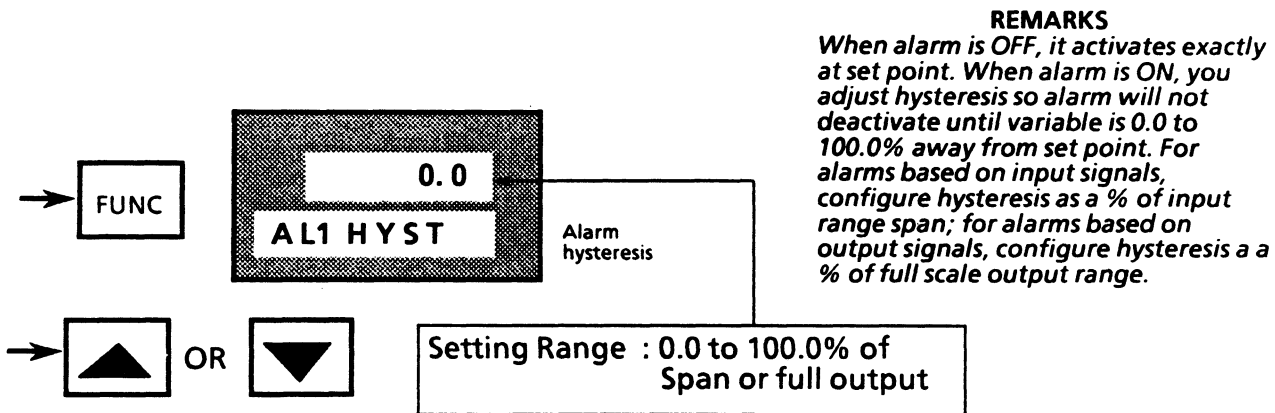 REMARKS
When alarm is OFF, it activates exactly
at set point. When alarm is ON, you
adjust hysteresis so alarm will not
deactivate until variable is 0.0 to
100.0% away from set point. For
alarms based on input signals,
configure hysteresis as a % of input
range span; for alarms based on
output signals, configure hysteresis a a
% of full scale output range.
FUNC
0.0
AL1 HYST
Alarm
hysteresis
OR
Setting Range : 0.0 to 100.0% of
Span or full output